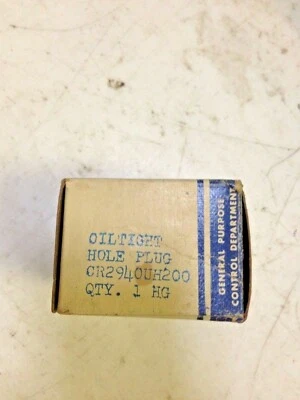 OILTIGHT
HOLE PLUG
CR2940UH200
QTY. 1 HG
GENERAL PURPOSE
CONTROL DEPARTMENT